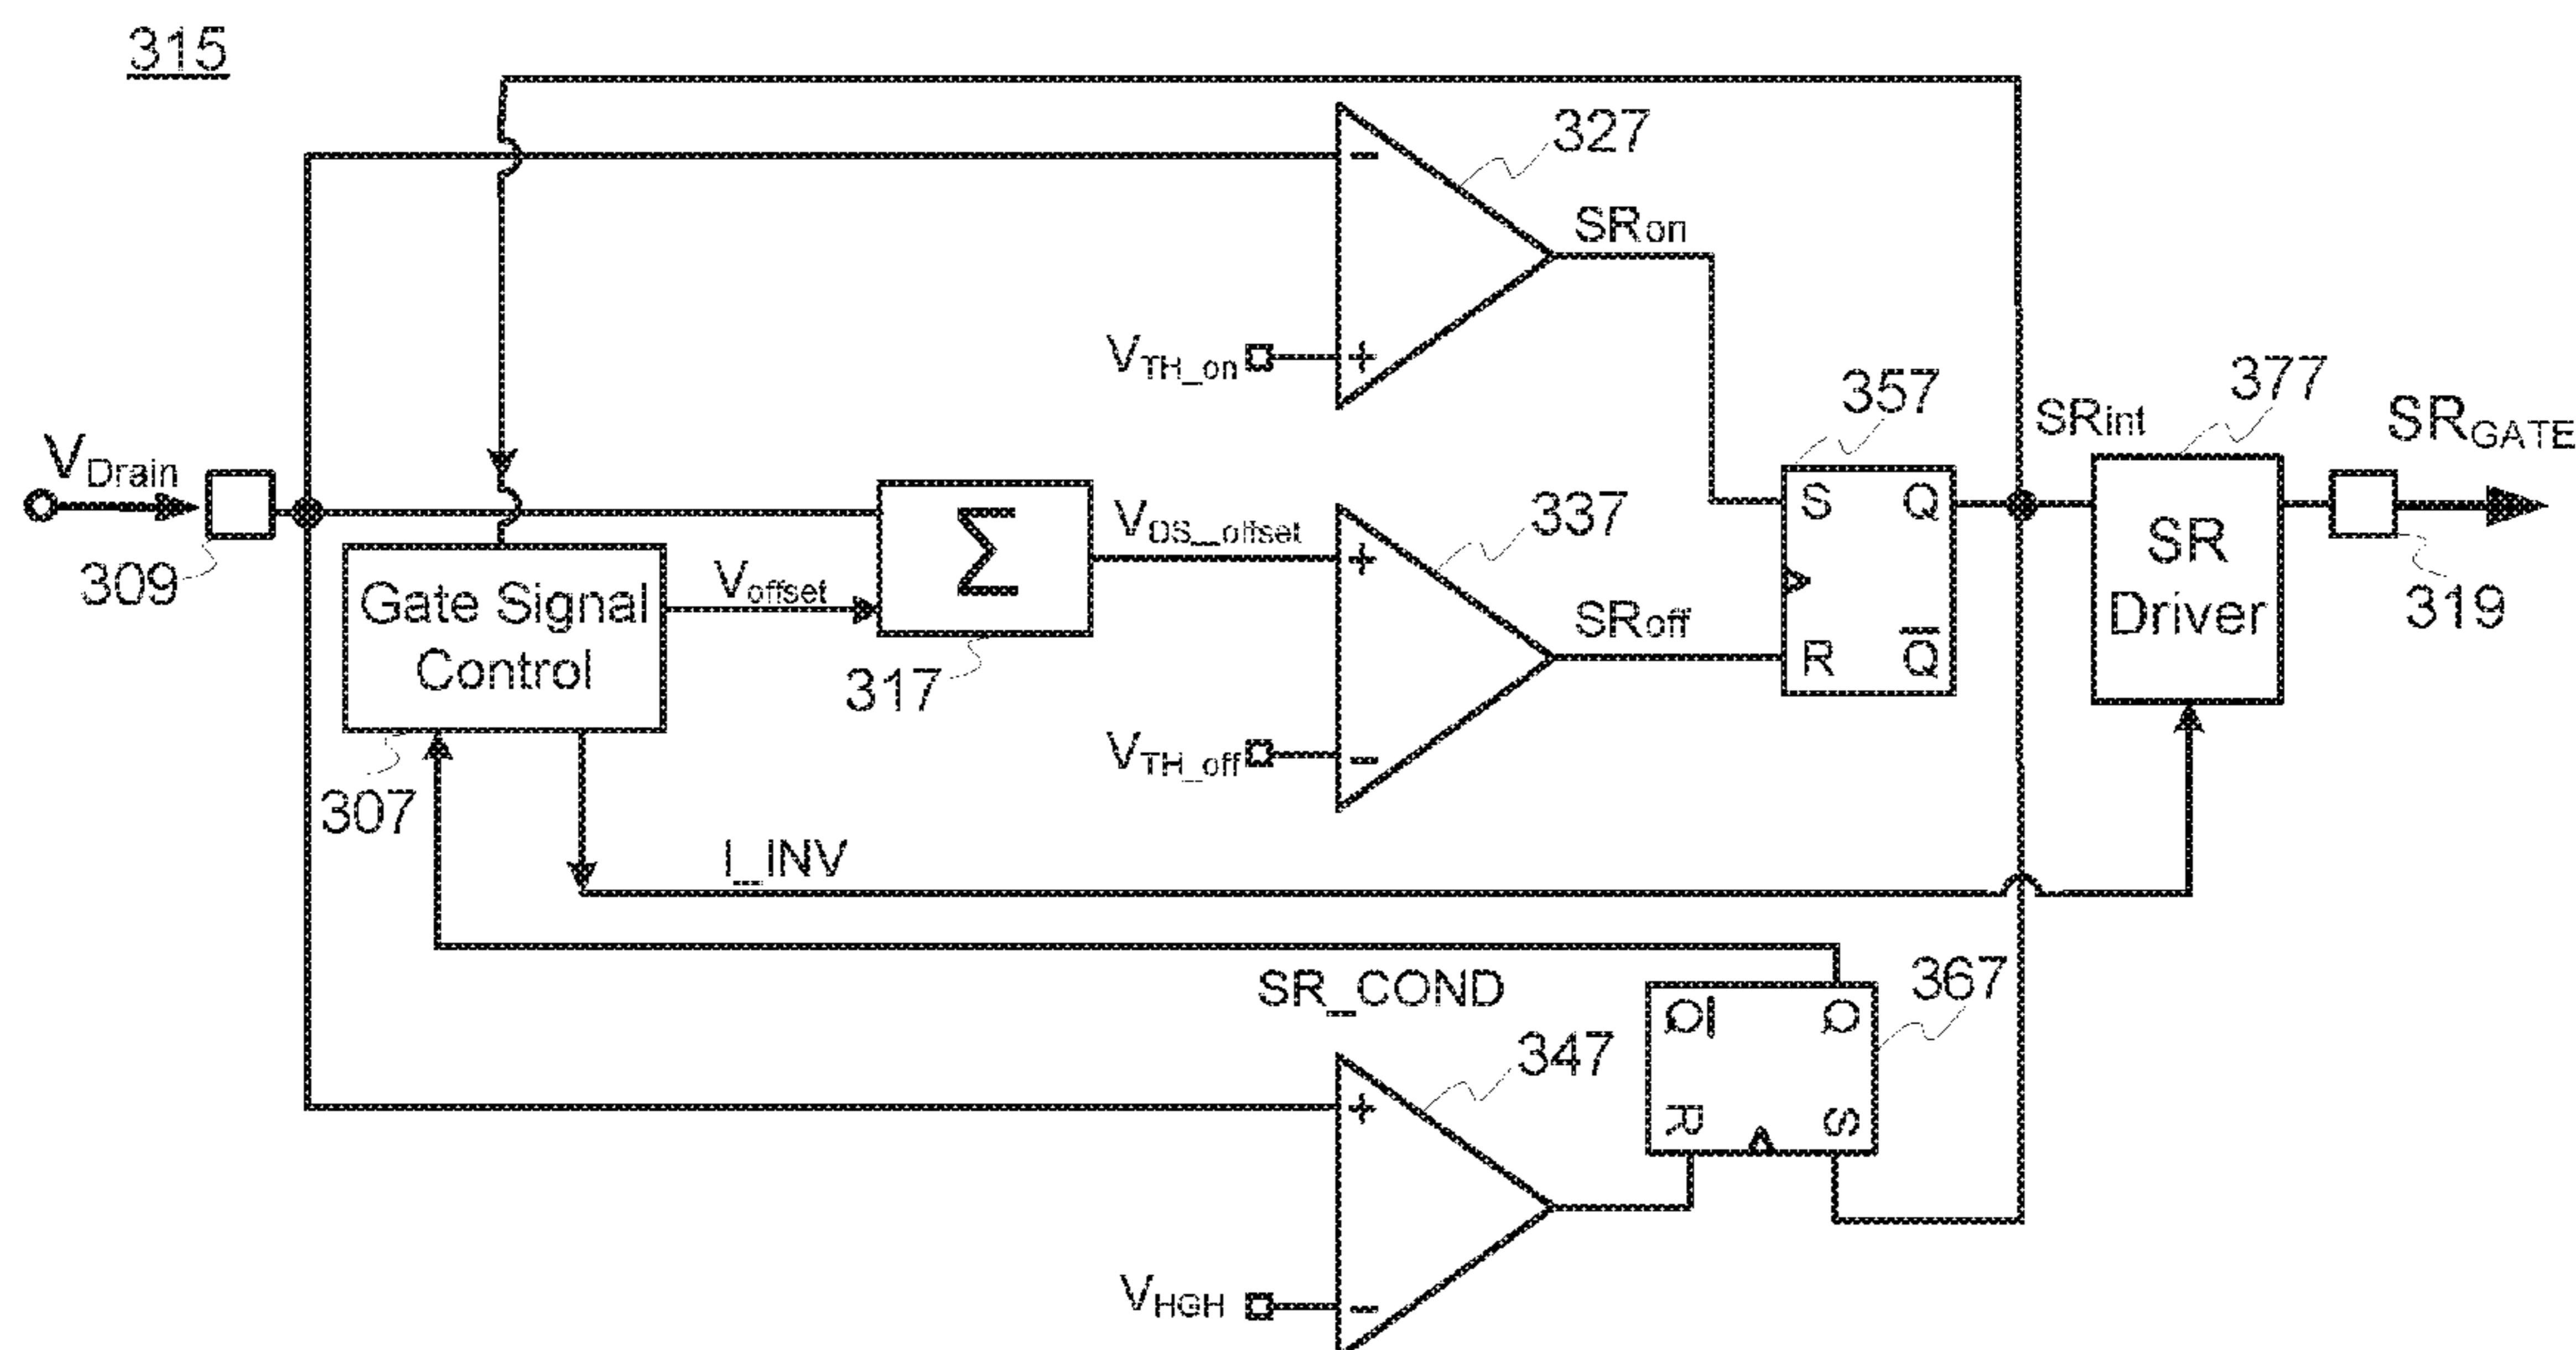 315
327
−
SRon
VTH_on
+
357
377
SRint
SRGATE
VDrain
309
Σ
VDS_offset
337
+
S Q
SR
Driver
319
Gate Signal
Control
Voffset
317
SRoff
R Q̅
VTH_off
−
307
I_INV
SR_COND
367
Q̅ Q
347
+
R S
VHGH
−